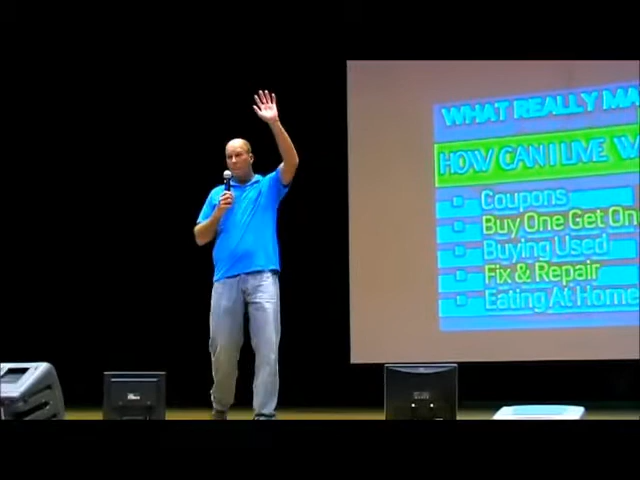 WHAT REALLY MA
HOW CAN I LIVE W
Coupons
Buy One Get On
Buying Used
Fix & Repair
Eating At Home